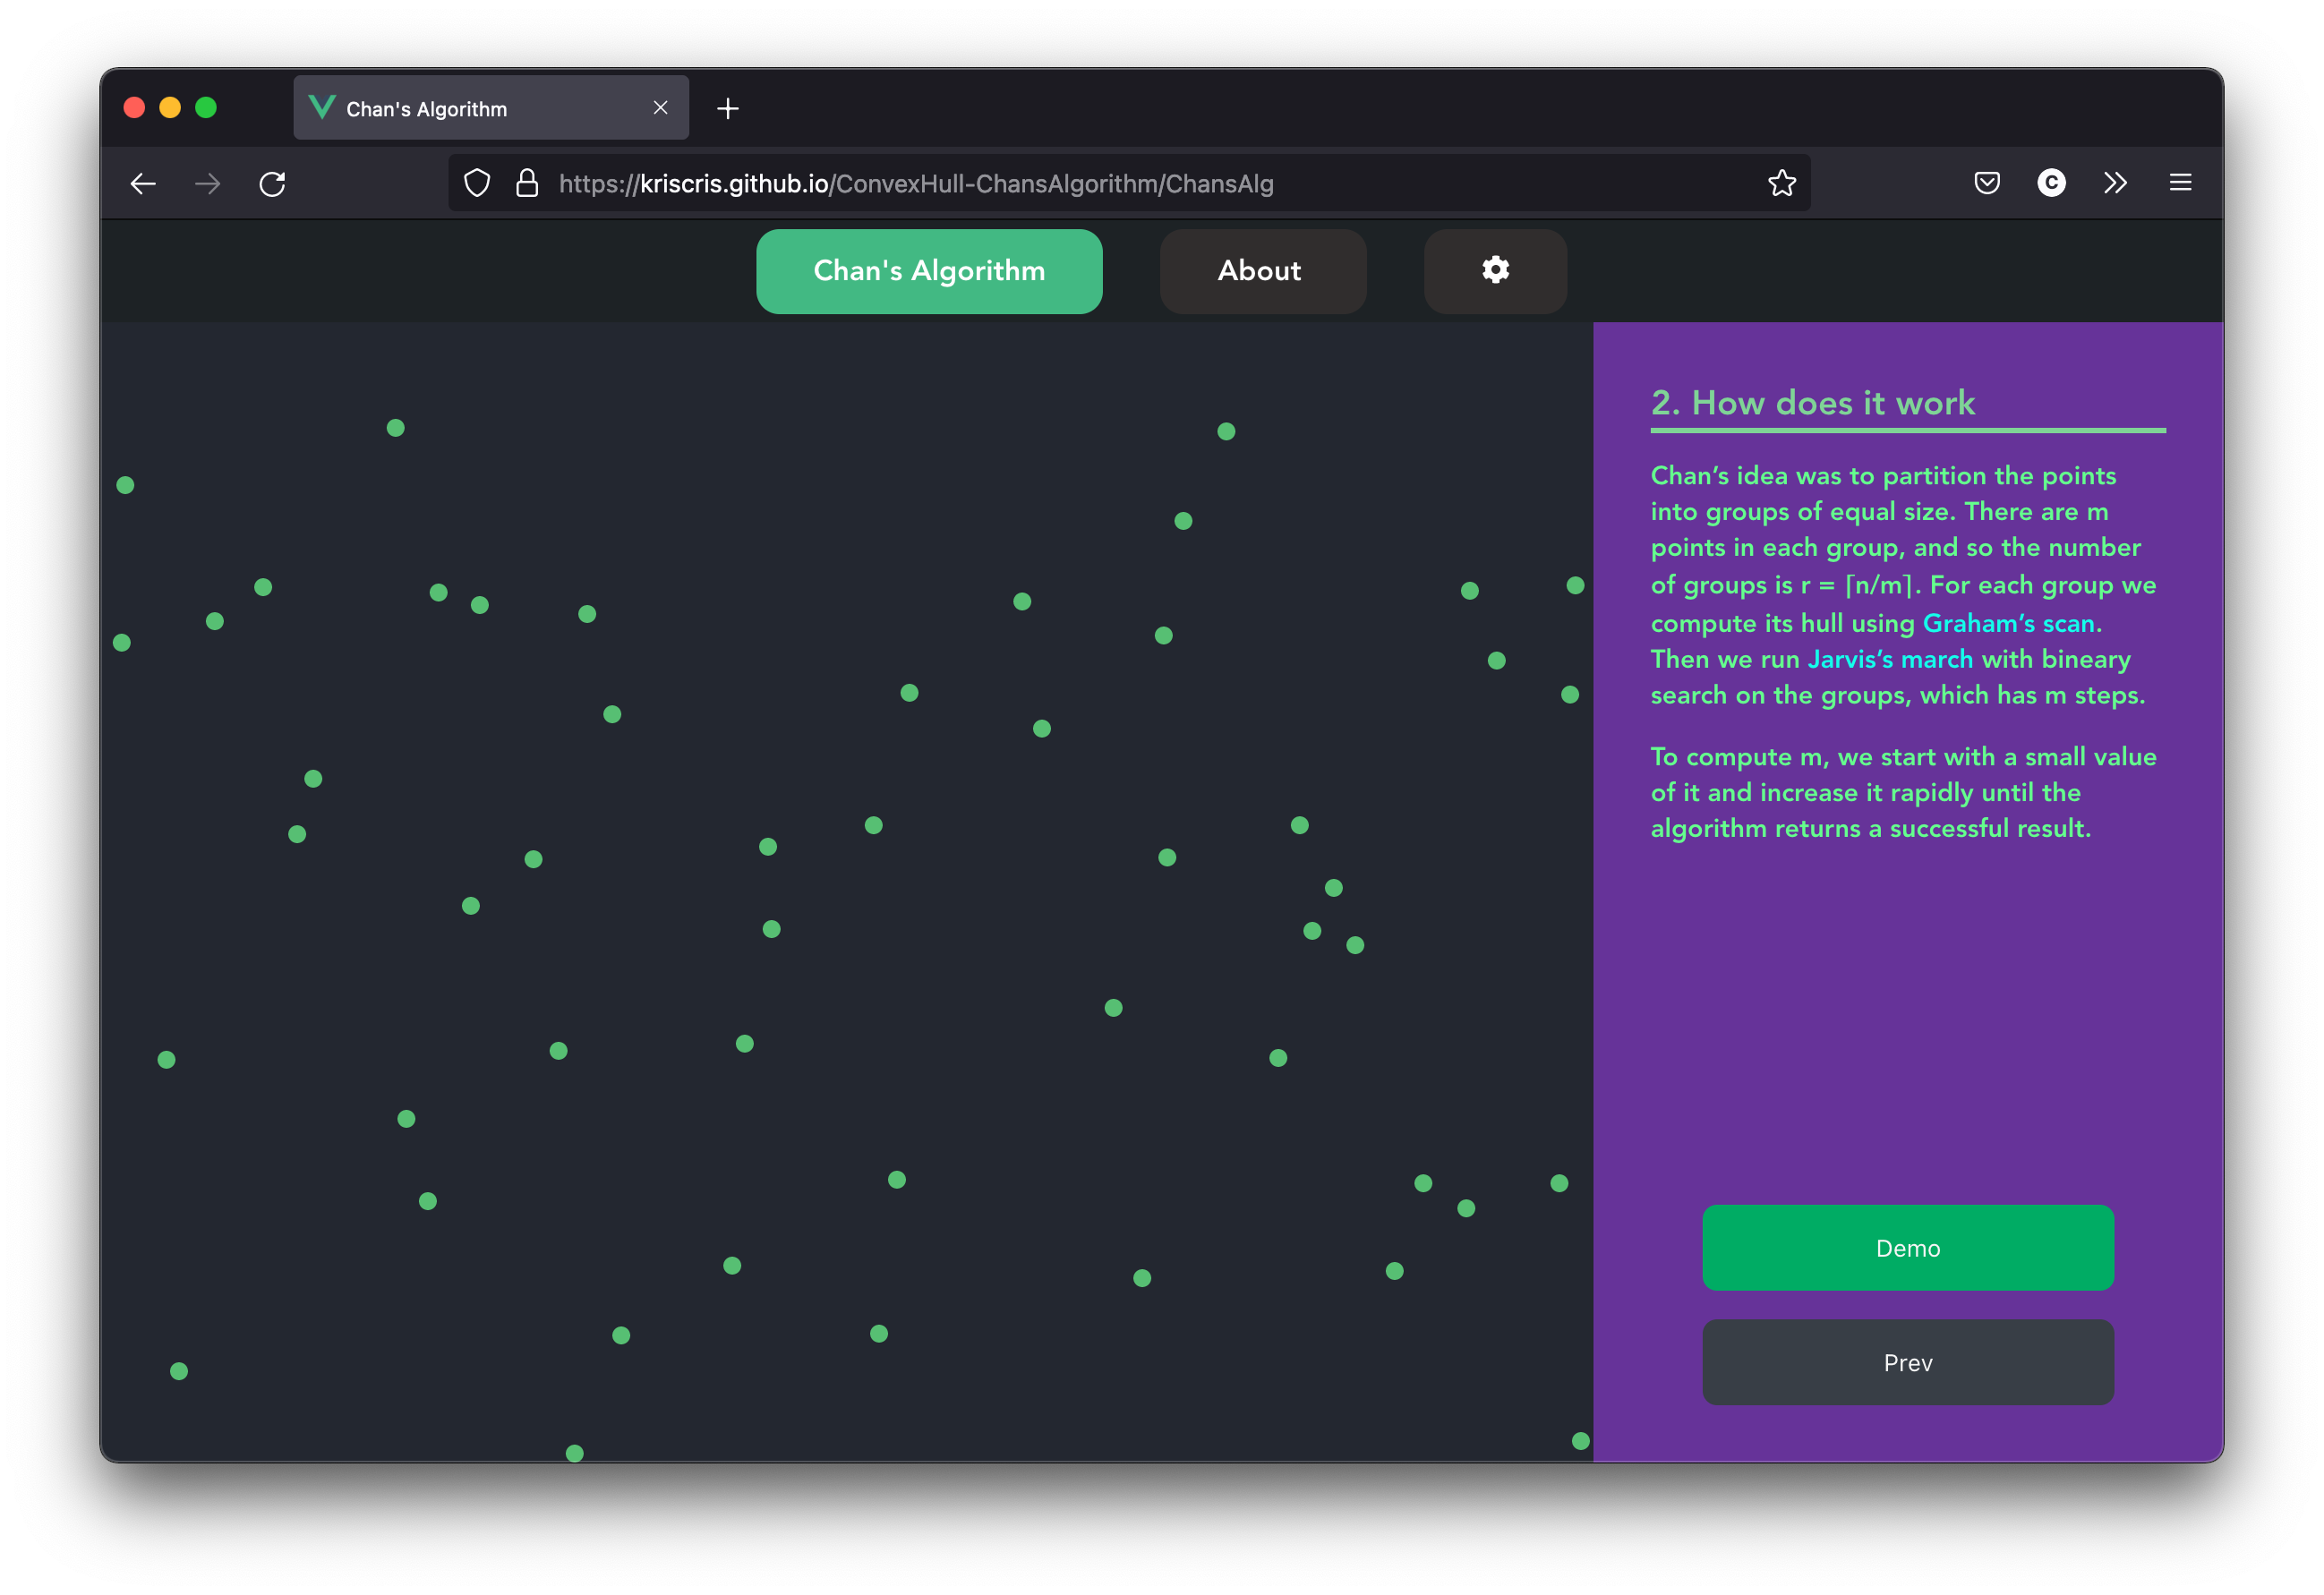 Chan's Algorithm
https://kriscris.github.io/ConvexHull-ChansAlgorithm/ChansAlg
C
Chan's Algorithm
About
2. How does it work
Chan’s idea was to partition the points
into groups of equal size. There are m
points in each group, and so the number
of groups is r = ⌈n/m⌉. For each group we
compute its hull using Graham’s scan.
Then we run Jarvis’s march with bineary
search on the groups, which has m steps.
To compute m, we start with a small value
of it and increase it rapidly until the
algorithm returns a successful result.
Demo
Prev